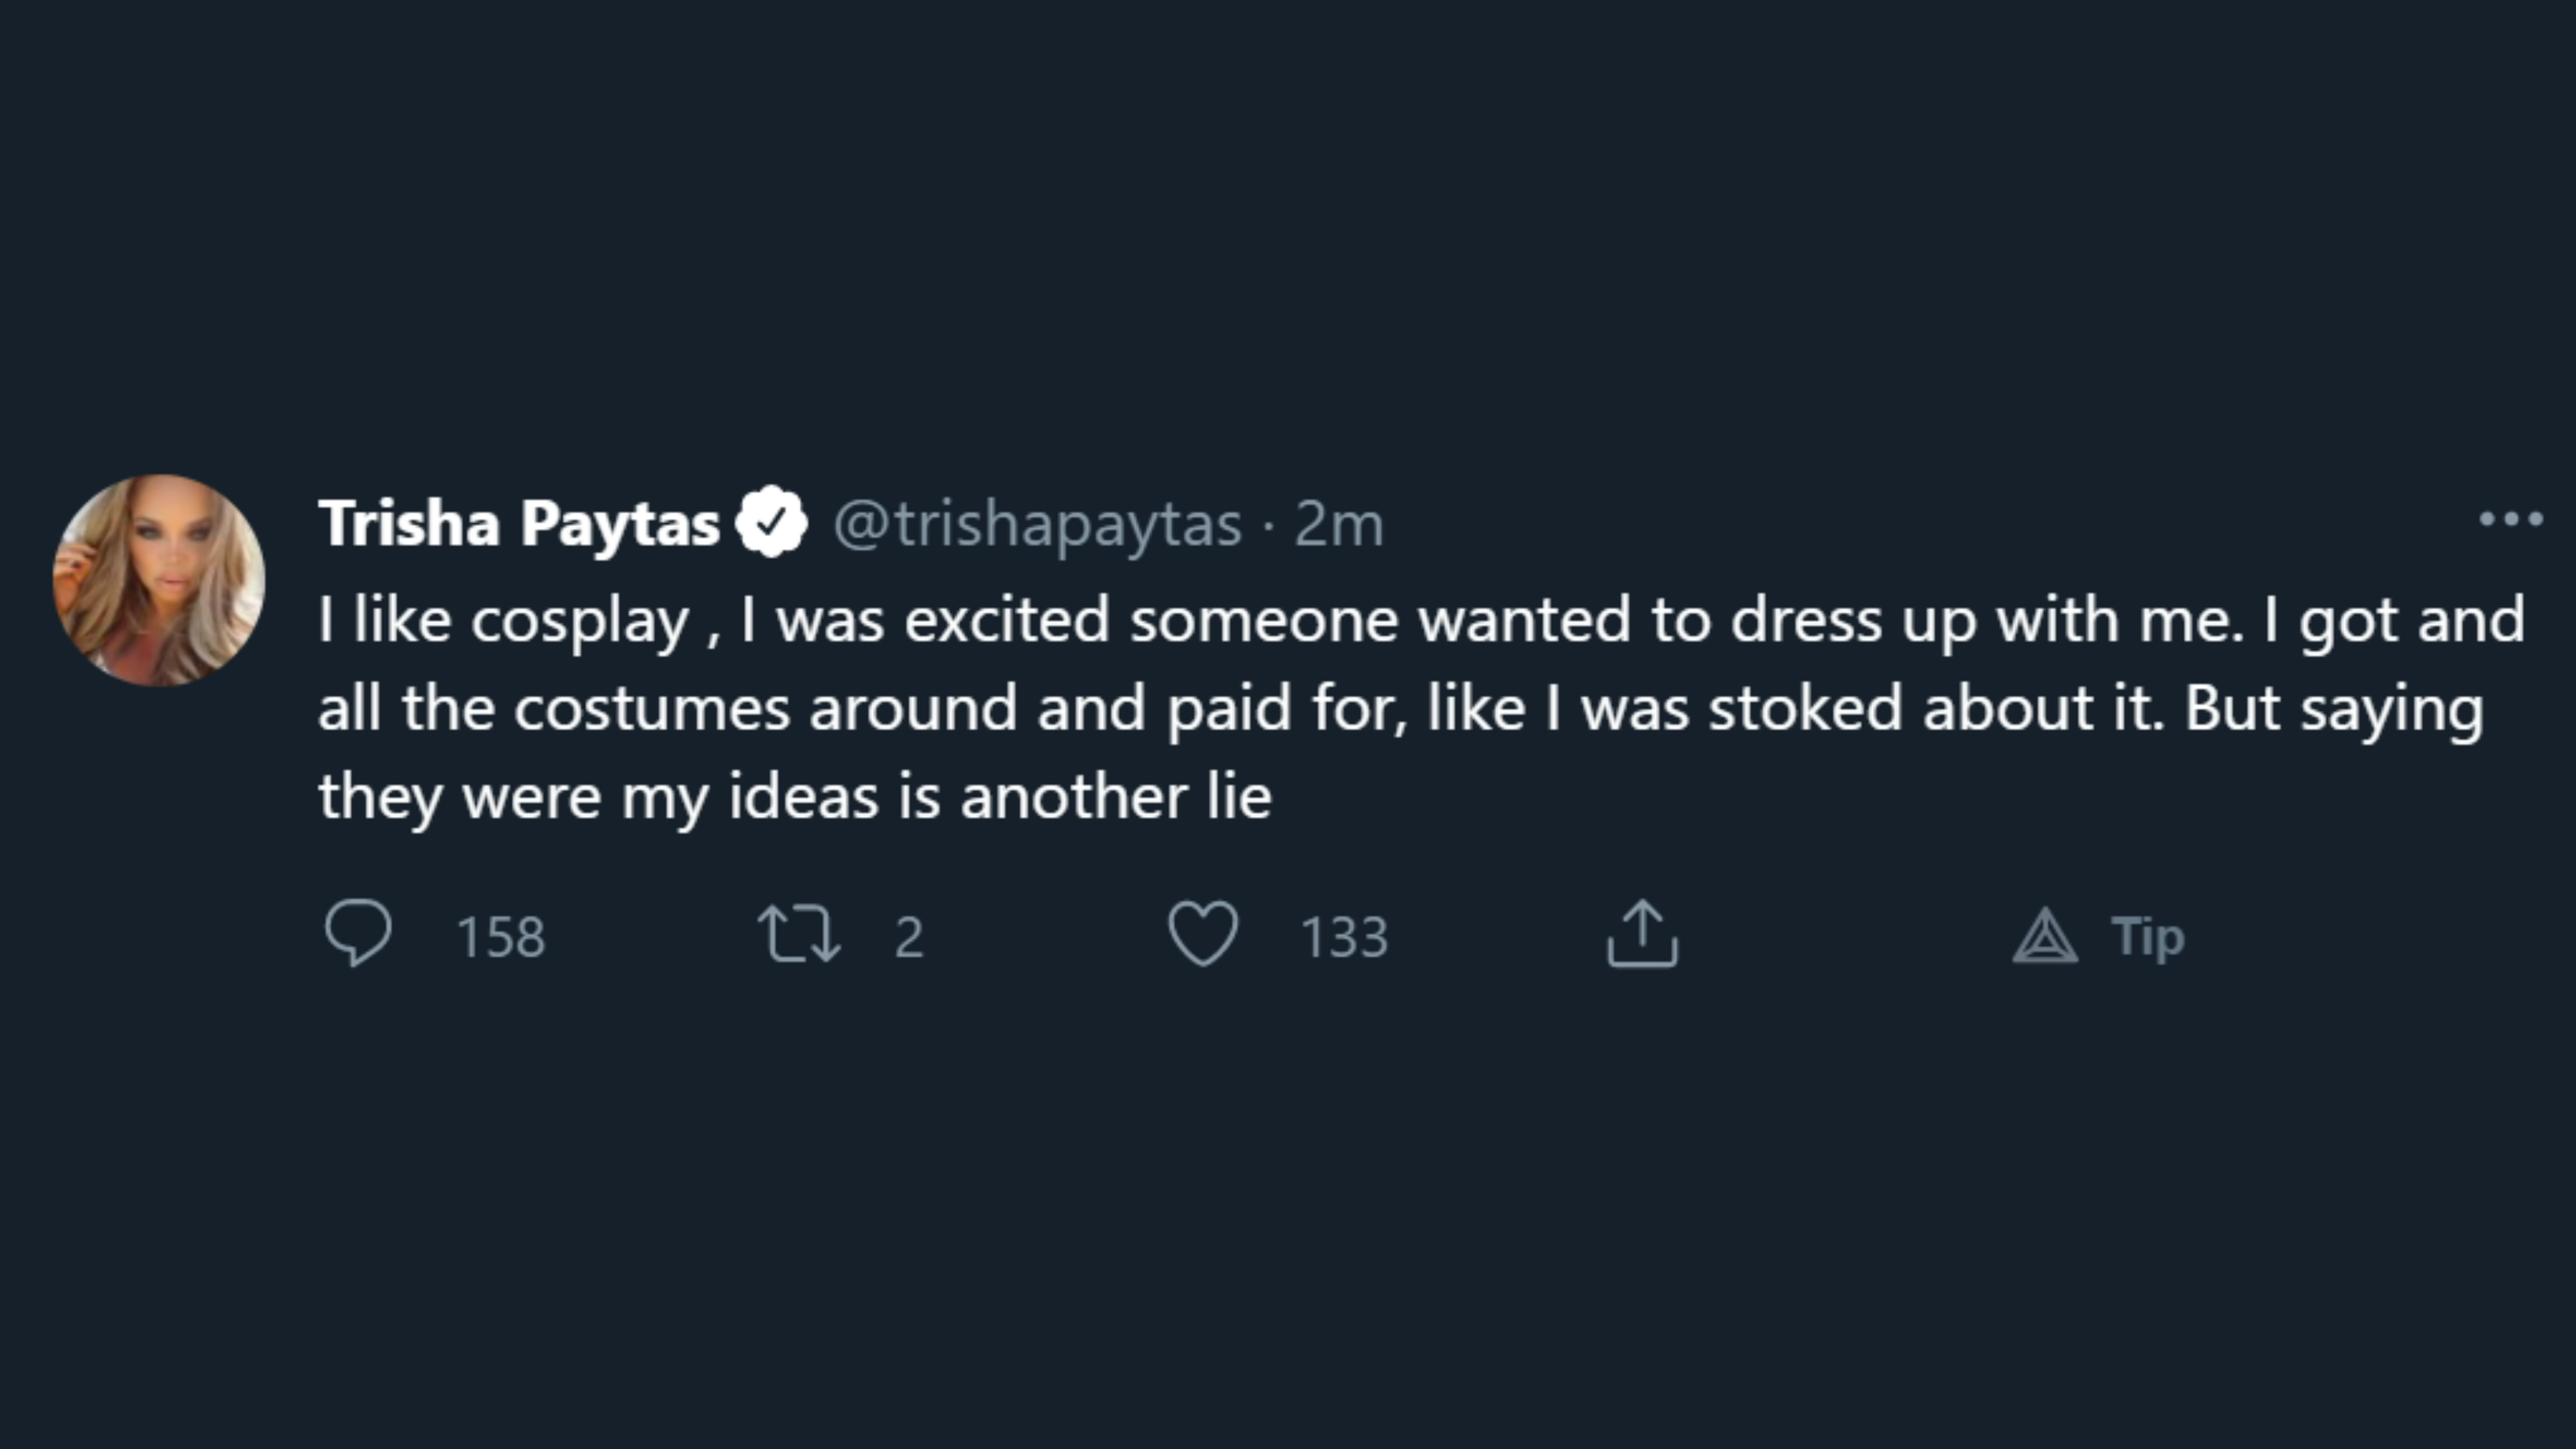 Trisha Paytas @trishapaytas · 2m
I like cosplay , I was excited someone wanted to dress up with me. I got and
all the costumes around and paid for, like I was stoked about it. But saying
they were my ideas is another lie
158 2 133 Tip